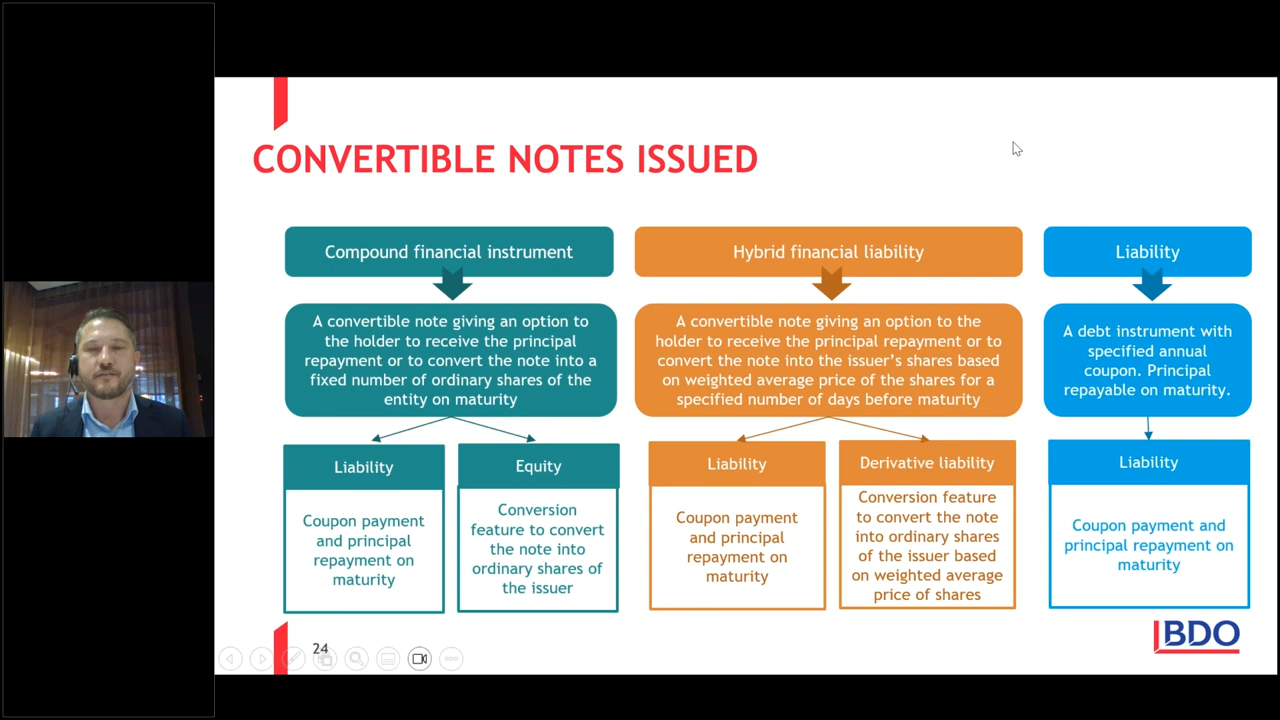 CONVERTIBLE NOTES ISSUED
Compound financial instrument
A convertible note giving an option to
the holder to receive the principal
repayment or to convert the note into a
fixed number of ordinary shares of the
entity on maturity
Liability
Coupon payment
and principal
repayment on
maturity
Equity
Conversion
feature to convert
the note into
ordinary shares of
the issuer
Hybrid financial liability
A convertible note giving an option to the
holder to receive the principal repayment or to
convert the note into the issuer's shares based
on weighted average price of the shares for a
specified number of days before maturity
Liability
Coupon payment
and principal
repayment on
maturity
Derivative liability
Conversion feature
to convert the note
into ordinary shares
of the issuer based
on weighted average
price of shares
Liability
A debt instrument with
specified annual
coupon. Principal
repayable on maturity.
Liability
Coupon payment and
principal repayment on
maturity
24
BDO